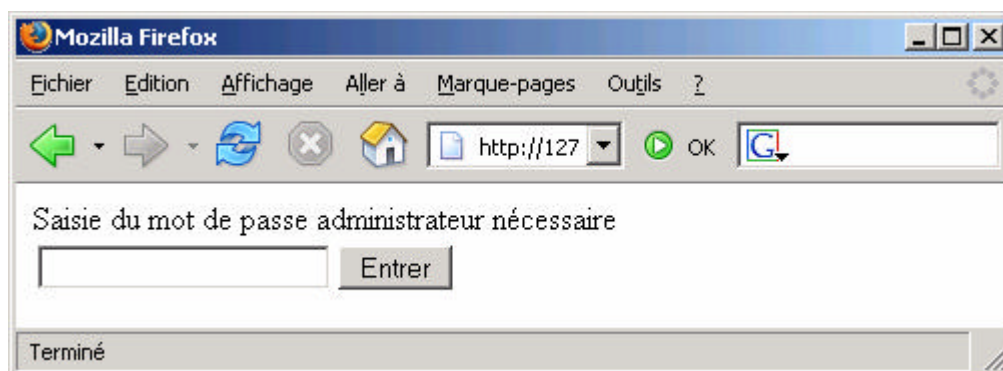 Mozilla Firefox
Fichier Edition Affichage Aller à Marque-pages Outils ?
http://127 OK G
Saisie du mot de passe administrateur nécessaire
Entrer
Terminé